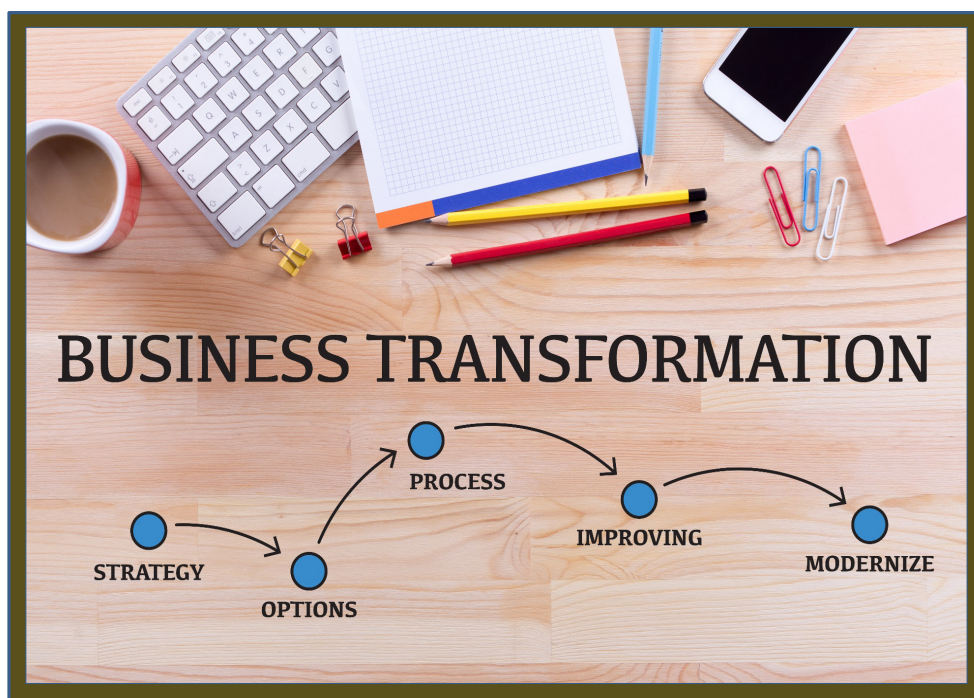 BUSINESS TRANSFORMATION
STRATEGY
OPTIONS
PROCESS
IMPROVING
MODERNIZE